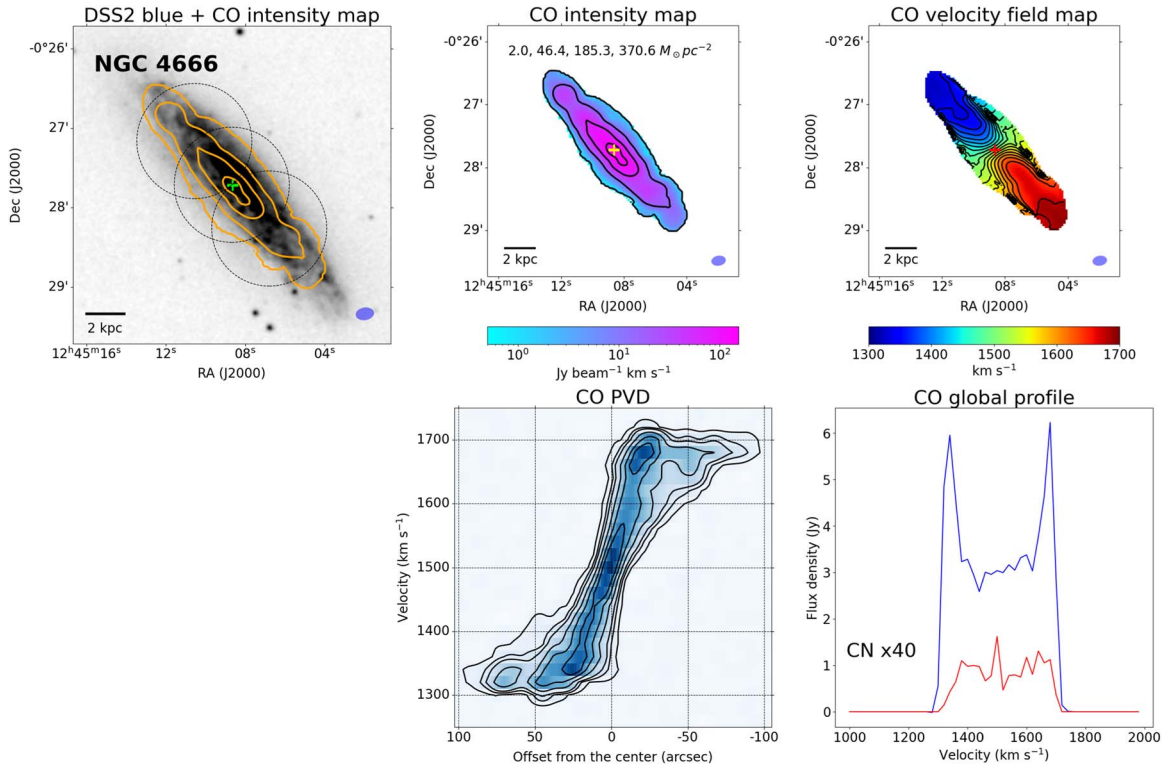 DSS2 blue + CO intensity map
NGC 4666
-0°26'
27'
28'
29'
Dec (J2000)
2 kpc
12ʰ45ᵐ16ˢ
12ˢ
08ˢ
04ˢ
RA (J2000)
CO intensity map
2.0, 46.4, 185.3, 370.6 M⊙pc⁻²
-0°26'
27'
28'
29'
Dec (J2000)
2 kpc
12ʰ45ᵐ16ˢ
12ˢ
08ˢ
04ˢ
RA (J2000)
10⁰
10¹
10²
Jy beam⁻¹ km s⁻¹
CO velocity field map
-0°26'
27'
28'
29'
Dec (J2000)
2 kpc
12ʰ45ᵐ16ˢ
12ˢ
08ˢ
04ˢ
RA (J2000)
1300
1400
1500
1600
1700
km s⁻¹
CO PVD
1700
1600
1500
1400
1300
Velocity (km s⁻¹)
100
50
0
-50
-100
Offset from the center (arcsec)
CO global profile
6
5
4
3
2
1
0
Flux density (Jy)
CN x40
1000
1200
1400
1600
1800
2000
Velocity (km s⁻¹)